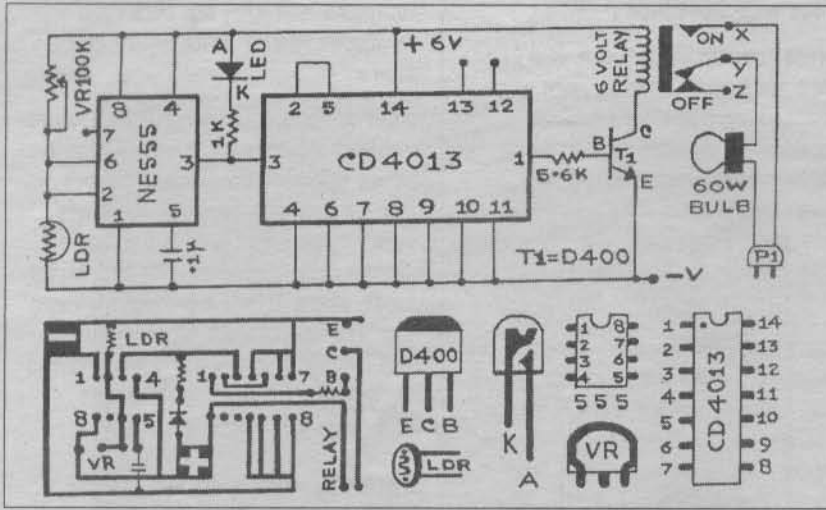 +6V
ON X
Y
OFF Z
6 VOLT RELAY
VR100K
A LED
K
1K
8 4
7
6 NE555 3
2
1 5
.1µ
LDR
2 5 14 13 12
3 CD4013 1
4 6 7 8 9 10 11
5.6K
B T1 C
E
T1=D400
60W
BULB
P1
-V
LDR
1 4
8 5
VR
1 7
8
E
C
B
RELAY
D400
E C B
LDR
K
A
1 8
2 7
3 6
4 5
555
VR
CD4013
1 14
2 13
3 12
4 11
5 10
6 9
7 8